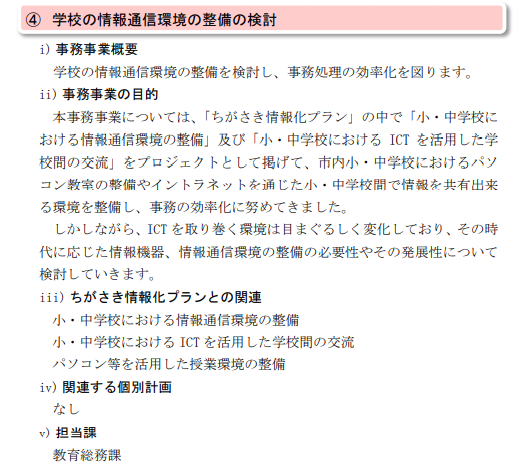 ④ 学校の情報通信環境の整備の検討
ⅰ) 事務事業概要
学校の情報通信環境の整備を検討し、事務処理の効率化を図ります。
ⅱ) 事務事業の目的
本事務事業については、「ちがさき情報化プラン」の中で「小・中学校に
おける情報通信環境の整備」及び「小・中学校における ICT を活用した学
校間の交流」をプロジェクトとして掲げて、市内小・中学校におけるパソ
コン教室の整備やイントラネットを通じた小・中学校間で情報を共有出来
る環境を整備し、事務の効率化に努めてきました。
しかしながら、ICT を取り巻く環境は目まぐるしく変化しており、その時
代に応じた情報機器、情報通信環境の整備の必要性やその発展性について
検討していきます。
ⅲ) ちがさき情報化プランとの関連
小・中学校における情報通信環境の整備
小・中学校における ICT を活用した学校間の交流
パソコン等を活用した授業環境の整備
ⅳ) 関連する個別計画
なし
ⅴ) 担当課
教育総務課